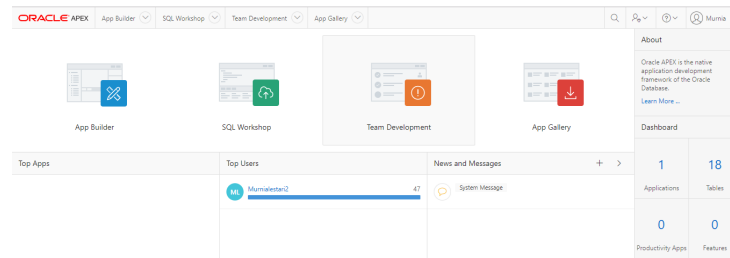 ORACLE APEX App Builder SQL Workshop Team Development App Gallery Murnia
About
Oracle APEX is the native
application development
framework of the Oracle
Database.
Learn More ...
App Builder SQL Workshop Team Development App Gallery
Dashboard
Top Apps Top Users News and Messages
1 18
Applications Tables
ML Murnialestari2 47
System Message
0 0
Productivity Apps Features